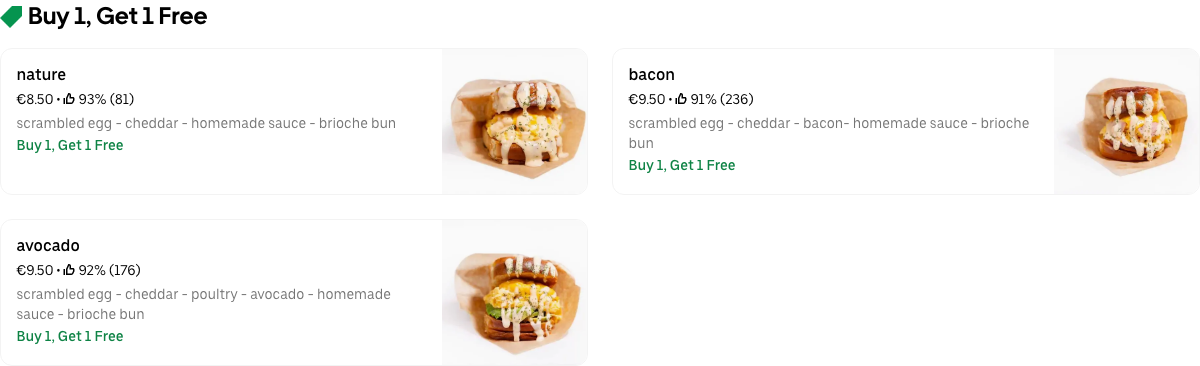 Buy 1, Get 1 Free
nature
€8.50 • 93% (81)
scrambled egg - cheddar - homemade sauce - brioche bun
Buy 1, Get 1 Free
bacon
€9.50 • 91% (236)
scrambled egg - cheddar - bacon- homemade sauce - brioche
bun
Buy 1, Get 1 Free
avocado
€9.50 • 92% (176)
scrambled egg - cheddar - poultry - avocado - homemade
sauce - brioche bun
Buy 1, Get 1 Free